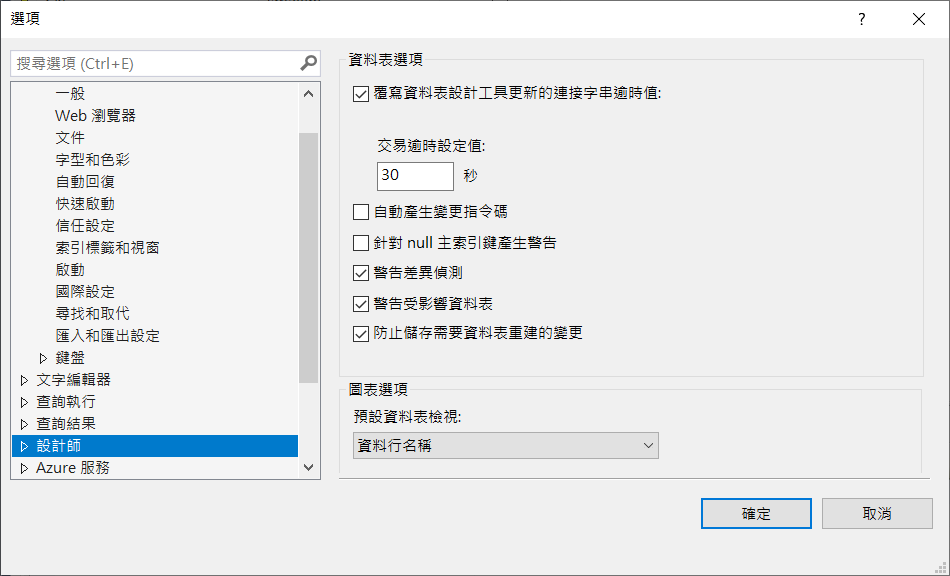 選項
?
搜尋選項 (Ctrl+E)
一般
Web 瀏覽器
文件
字型和色彩
自動回復
快速啟動
信任設定
索引標籤和視窗
啟動
國際設定
尋找和取代
匯入和匯出設定
鍵盤
文字編輯器
查詢執行
查詢結果
設計師
Azure 服務
資料表選項
覆寫資料表設計工具更新的連接字串逾時值:
交易逾時設定值:
30 秒
自動產生變更指令碼
針對 null 主索引鍵產生警告
警告差異偵測
警告受影響資料表
防止儲存需要資料表重建的變更
圖表選項
預設資料表檢視:
資料行名稱
確定 取消